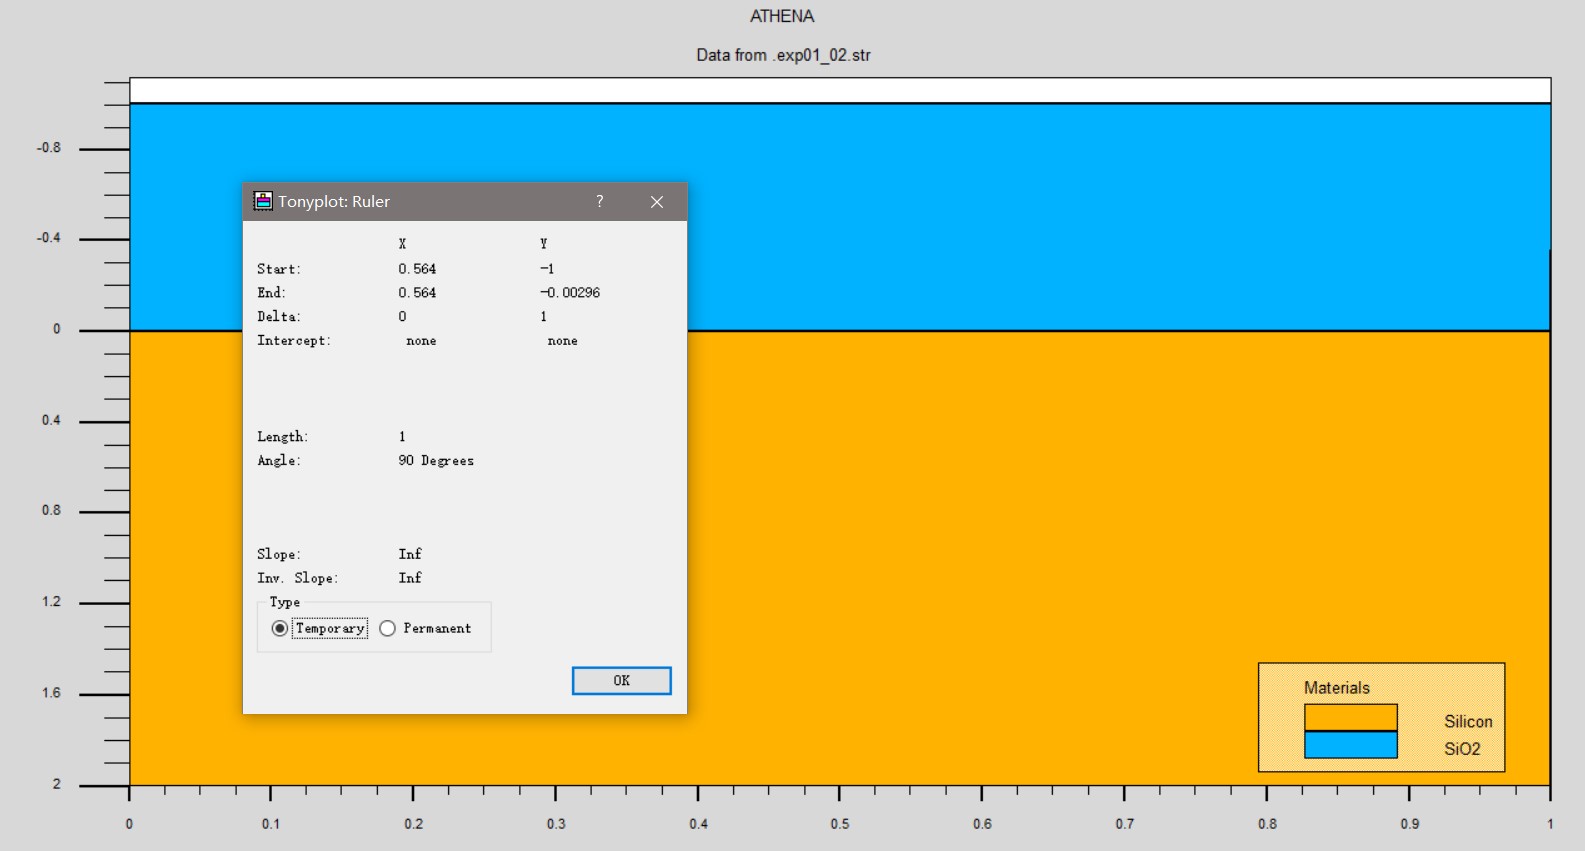 ATHENA
Data from .exp01_02.str
-0.8
-0.4
0
0.4
0.8
1.2
1.6
2
Tonyplot: Ruler ?
X Y
Start: 0.564 -1
End: 0.564 -0.00296
Delta: 0 1
Intercept: none none
Length: 1
Angle: 90 Degrees
Slope: Inf
Inv. Slope: Inf
Type
Temporary Permanent
OK
Materials
Silicon
SiO2
0 0.1 0.2 0.3 0.4 0.5 0.6 0.7 0.8 0.9 1